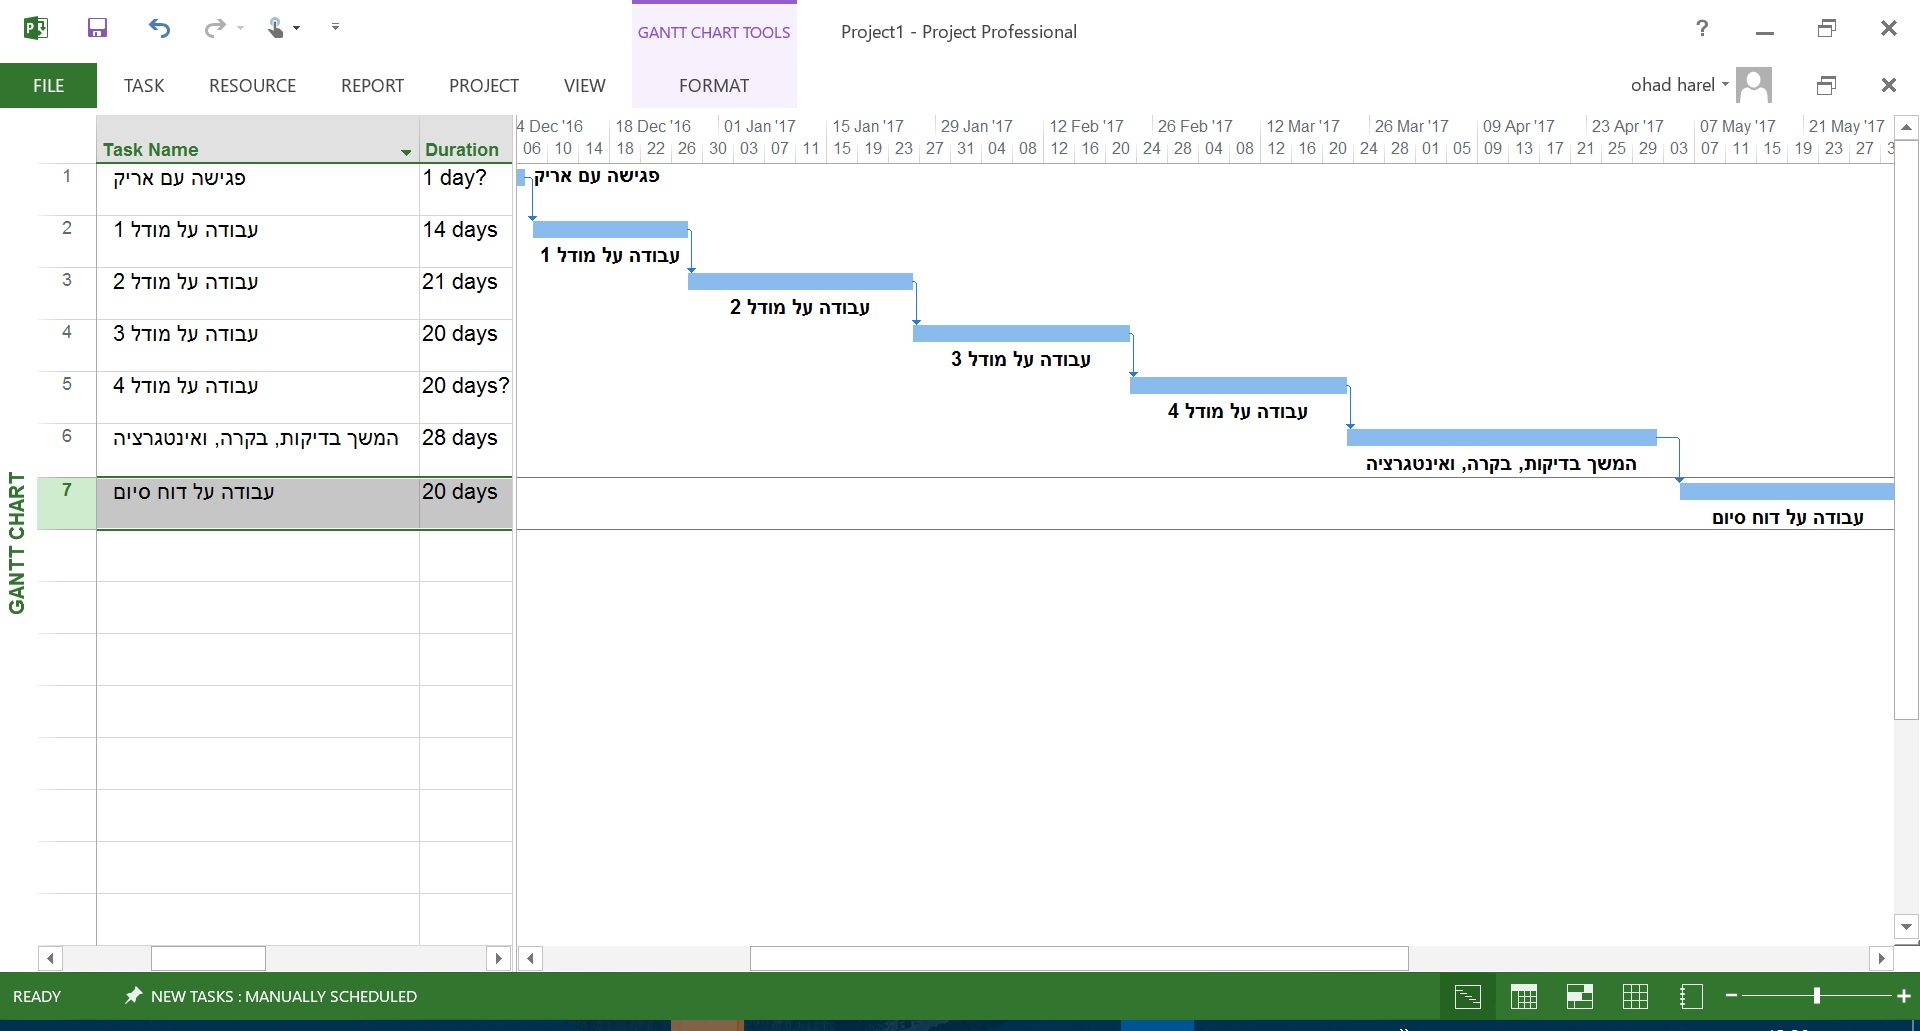 GANTT CHART TOOLS
Project1 - Project Professional
?
FILE
TASK
RESOURCE
REPORT
PROJECT
VIEW
FORMAT
ohad harel
Task Name
Duration
4 Dec '16 18 Dec '16 01 Jan '17 15 Jan '17 29 Jan '17 12 Feb '17 26 Feb '17 12 Mar '17 26 Mar '17 09 Apr '17 23 Apr '17 07 May '17 21 May '17
06 10 14 18 22 26 30 03 07 11 15 19 23 27 31 04 08 12 16 20 24 28 04 08 12 16 20 24 28 01 05 09 13 17 21 25 29 03 07 11 15 19 23 27 3
1 פגישה עם אריק 1 day?
2 עבודה על מודל 1 14 days
3 עבודה על מודל 2 21 days
4 עבודה על מודל 3 20 days
5 עבודה על מודל 4 20 days?
6 המשך בדיקות, בקרה, ואינטגרציה 28 days
7 עבודה על דוח סיום 20 days
פגישה עם אריק
עבודה על מודל 1
עבודה על מודל 2
עבודה על מודל 3
עבודה על מודל 4
המשך בדיקות, בקרה, ואינטגרציה
עבודה על דוח סיום
GANTT CHART
READY
NEW TASKS : MANUALLY SCHEDULED